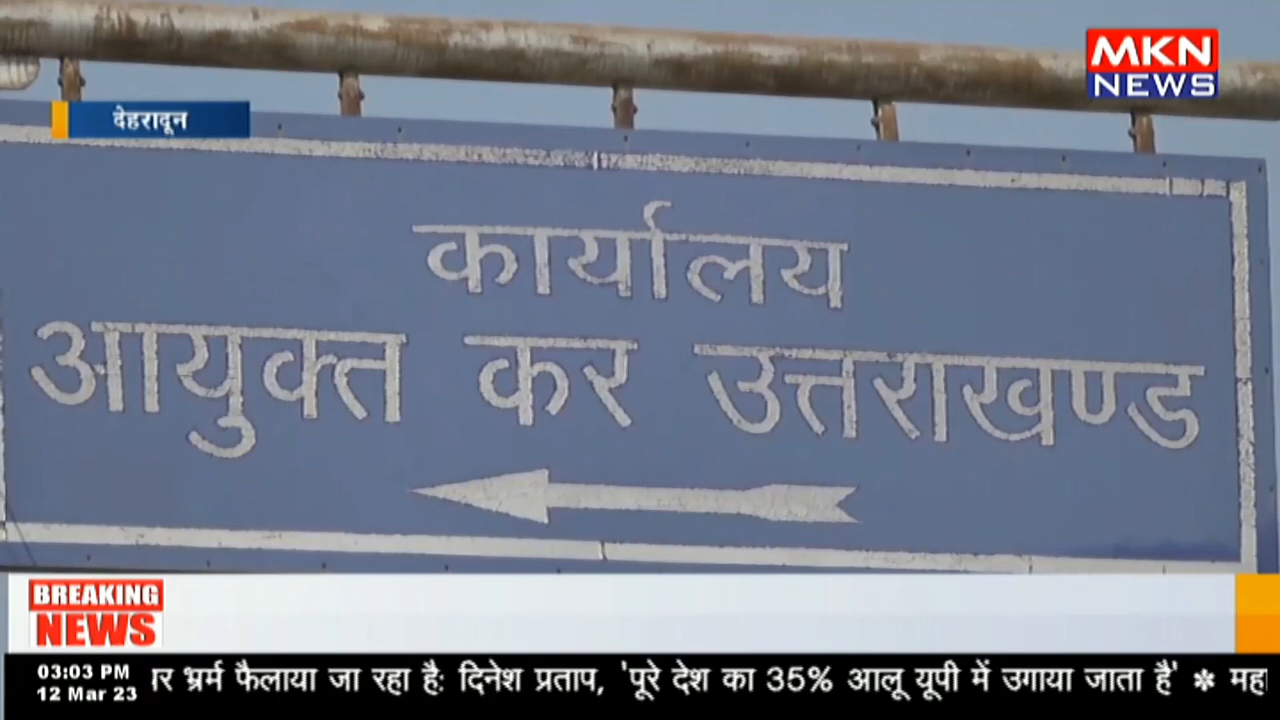 MKN
NEWS
देहरादून
कार्यालय
आयुक्त कर उत्तराखण्ड
BREAKING
NEWS
03:03 PM
12 Mar 23
भ्रर्म फैलाया जा रहा है: दिनेश प्रताप, 'पूरे देश का 35% आलू यूपी में उगाया जाता है' *